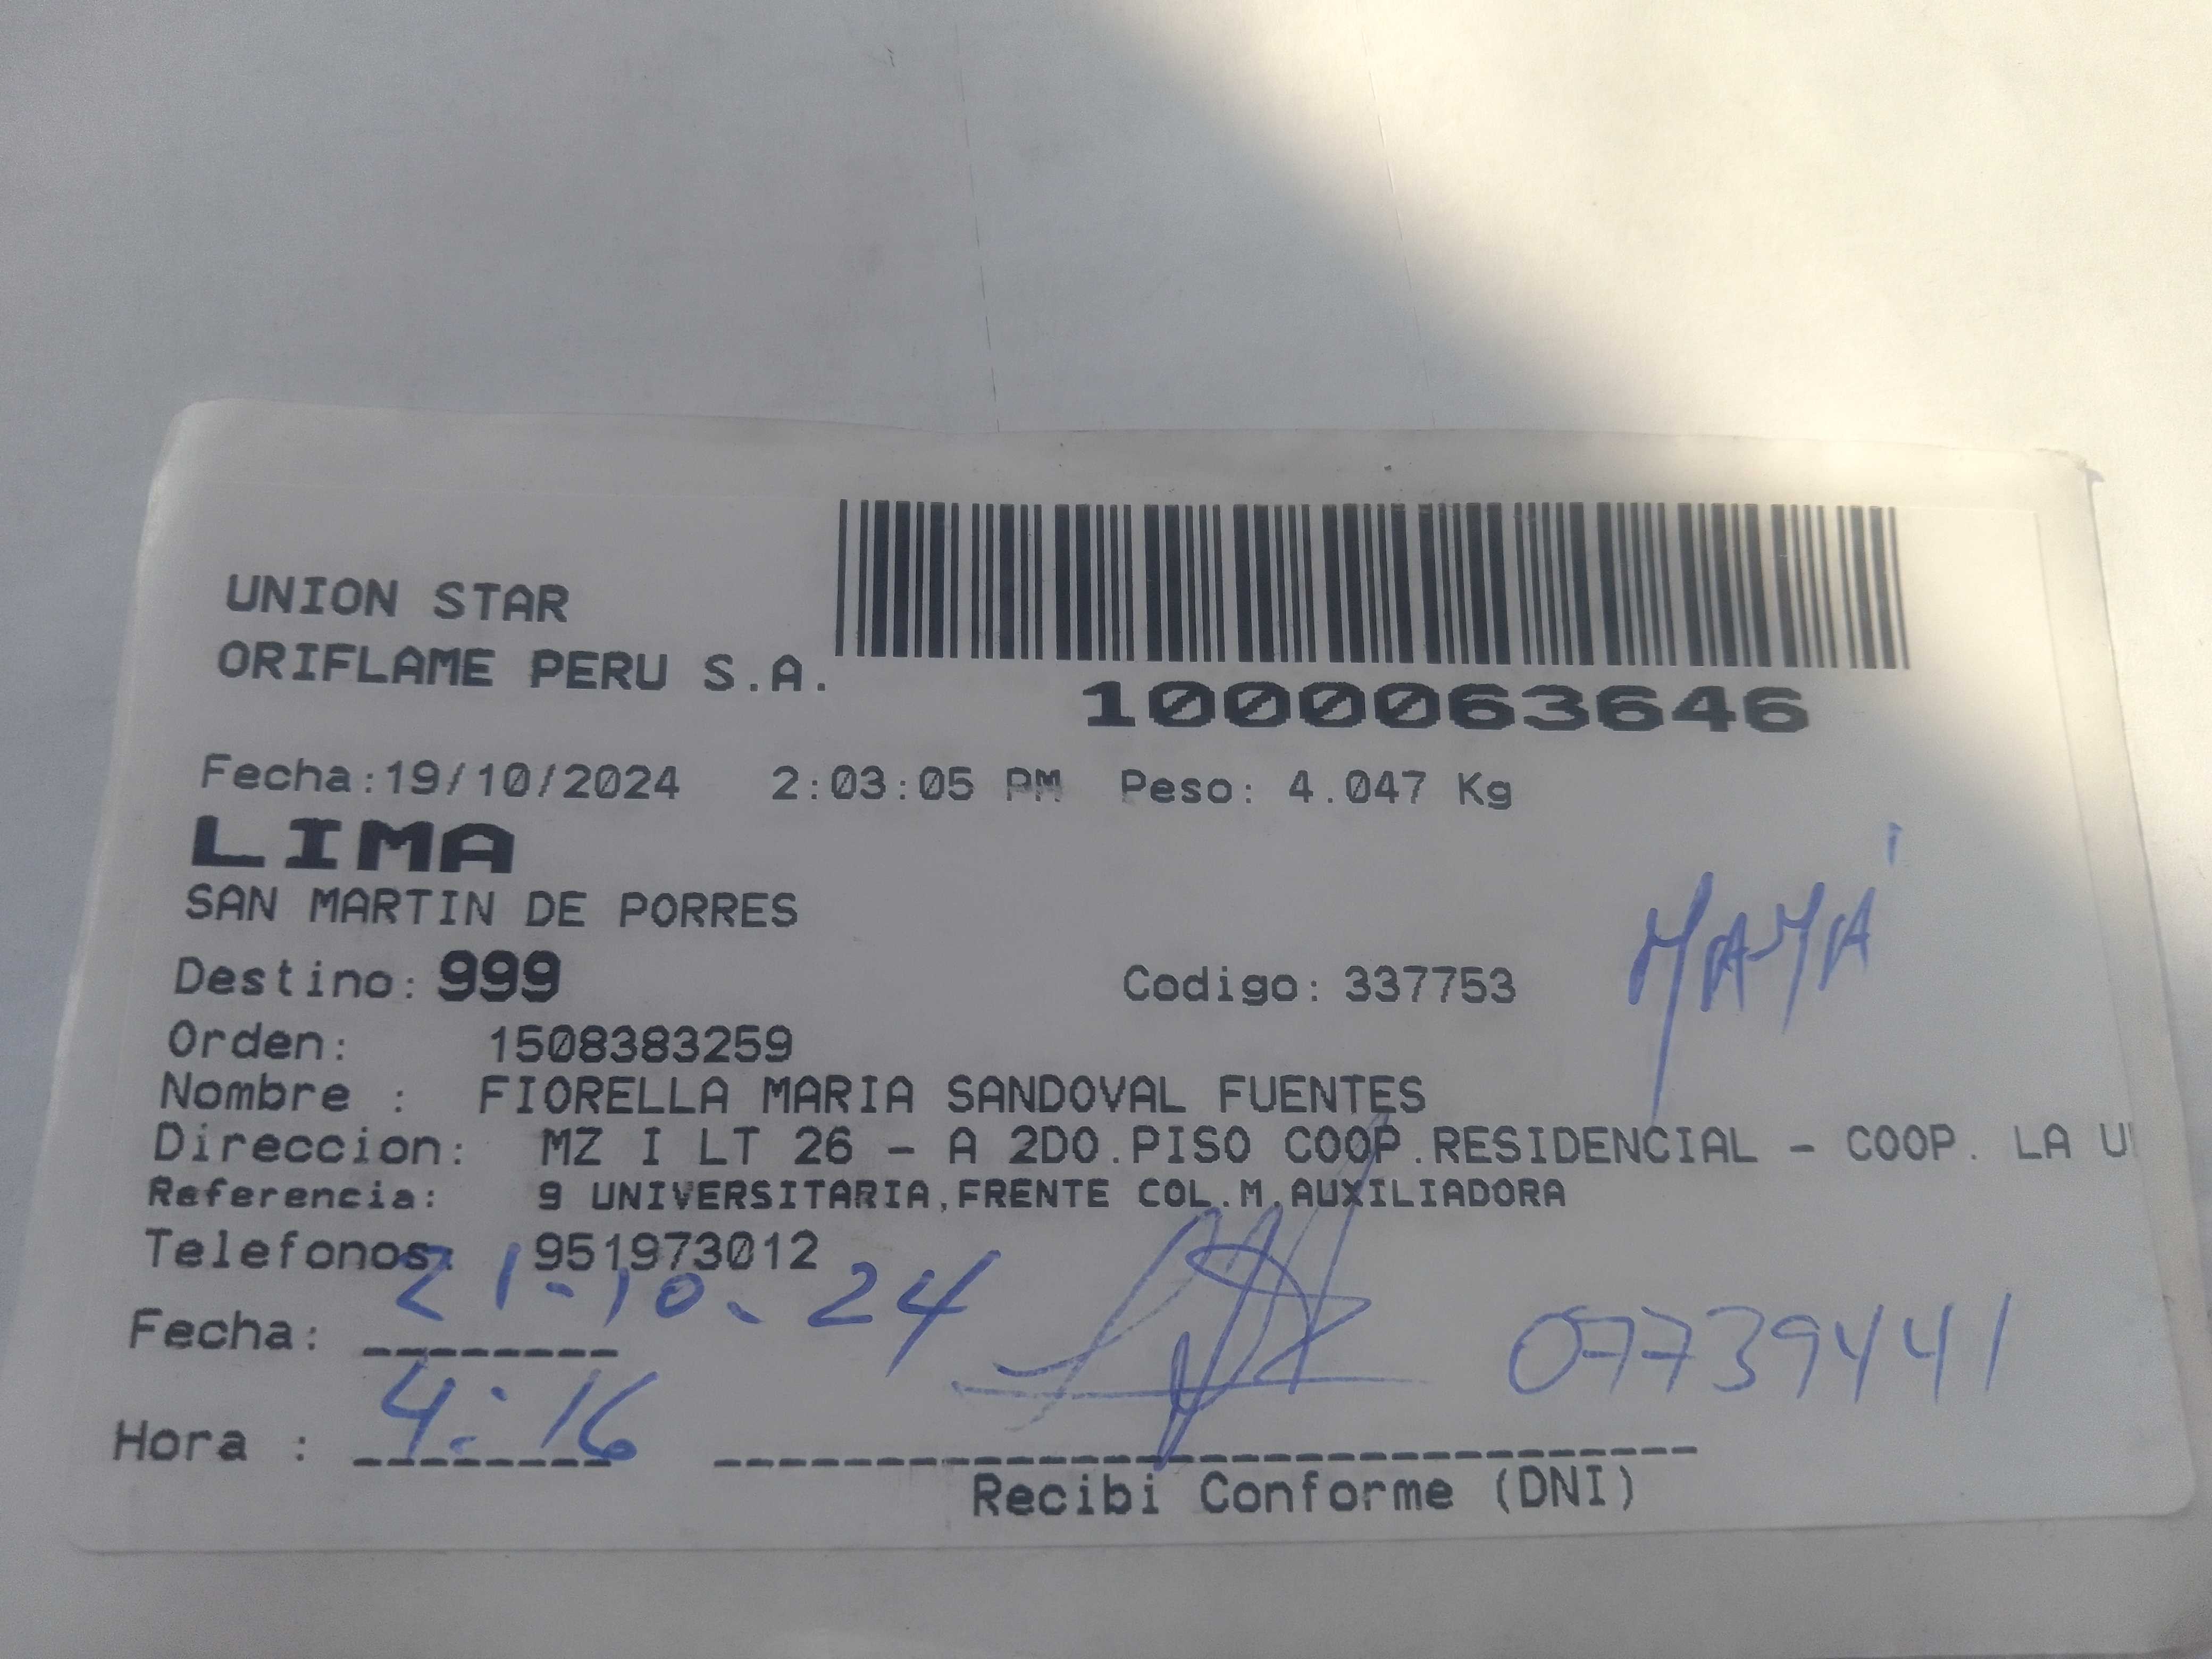 UNION STAR
ORIFLAME PERU S.A.
1000063646
Fecha:19/10/2024 2:03:05 PM Peso: 4.047 Kg
LIMA
SAN MARTIN DE PORRES
MAMÁ
Destino: 999 Codigo: 337753
Orden: 1508383259
Nombre : FIORELLA MARIA SANDOVAL FUENTES
Direccion: MZ I LT 26 - A 2DO.PISO COOP.RESIDENCIAL - COOP. LA
Referencia: 9 UNIVERSITARIA,FRENTE COL.M.AUXILIADORA
Telefonos: 951973012
Fecha: 21-10-24 07739441
Hora : 4:16
Recibi Conforme (DNI)